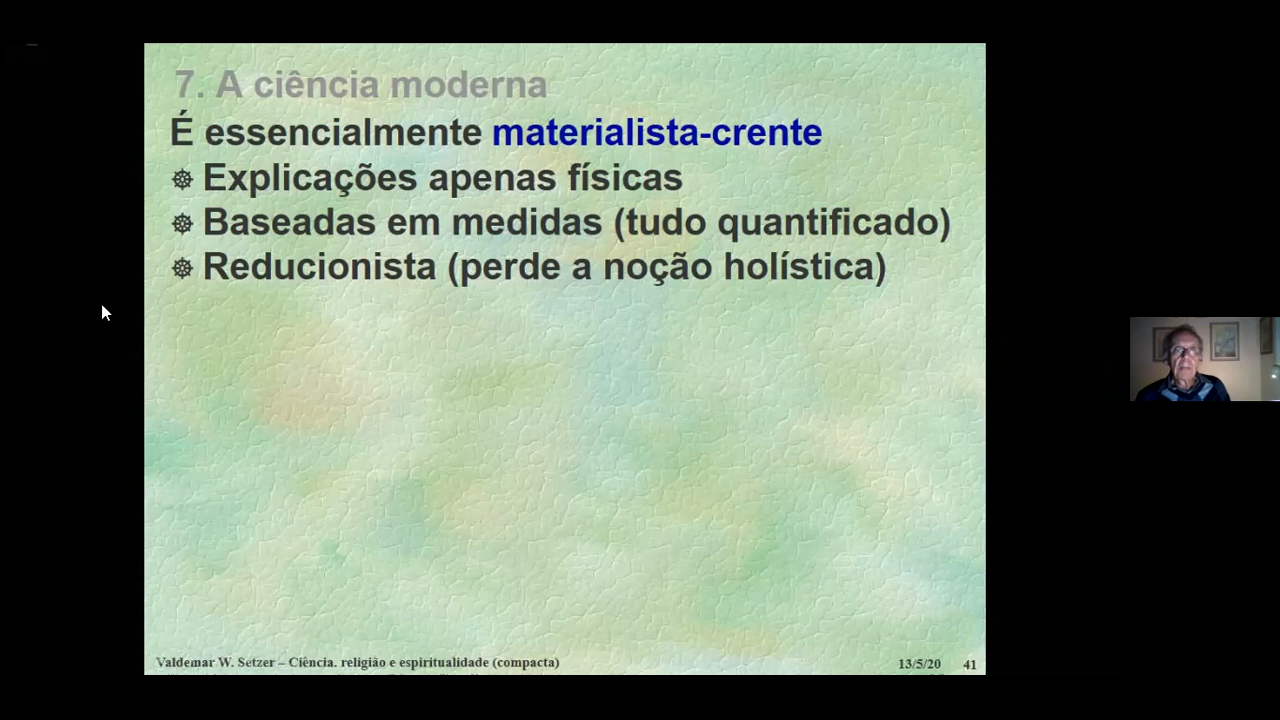 7. A ciência moderna
É essencialmente materialista-crente
Explicações apenas físicas
Baseadas em medidas (tudo quantificado)
Reducionista (perde a noção holística)
Valdemar W. Setzer – Ciência. religião e espiritualidade (compacta)
13/5/20 41